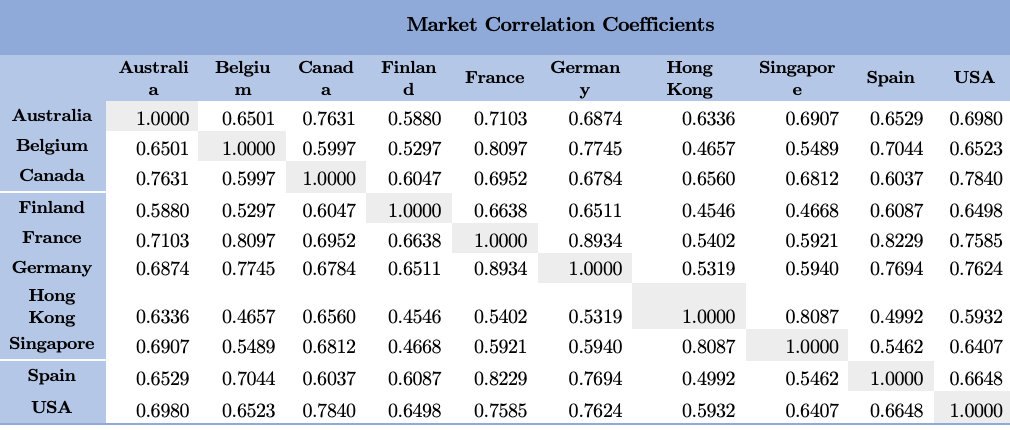 Market Correlation Coefficients
Australi Belgiu Canad Finlan France German Hong Singapor Spain USA
a m a d y Kong e
Australia 1.0000 0.6501 0.7631 0.5880 0.7103 0.6874 0.6336 0.6907 0.6529 0.6980
Belgium 0.6501 1.0000 0.5997 0.5297 0.8097 0.7745 0.4657 0.5489 0.7044 0.6523
Canada 0.7631 0.5997 1.0000 0.6047 0.6952 0.6784 0.6560 0.6812 0.6037 0.7840
Finland 0.5880 0.5297 0.6047 1.0000 0.6638 0.6511 0.4546 0.4668 0.6087 0.6498
France 0.7103 0.8097 0.6952 0.6638 1.0000 0.8934 0.5402 0.5921 0.8229 0.7585
Germany 0.6874 0.7745 0.6784 0.6511 0.8934 1.0000 0.5319 0.5940 0.7694 0.7624
Hong
Kong 0.6336 0.4657 0.6560 0.4546 0.5402 0.5319 1.0000 0.8087 0.4992 0.5932
Singapore 0.6907 0.5489 0.6812 0.4668 0.5921 0.5940 0.8087 1.0000 0.5462 0.6407
Spain 0.6529 0.7044 0.6037 0.6087 0.8229 0.7694 0.4992 0.5462 1.0000 0.6648
USA 0.6980 0.6523 0.7840 0.6498 0.7585 0.7624 0.5932 0.6407 0.6648 1.0000